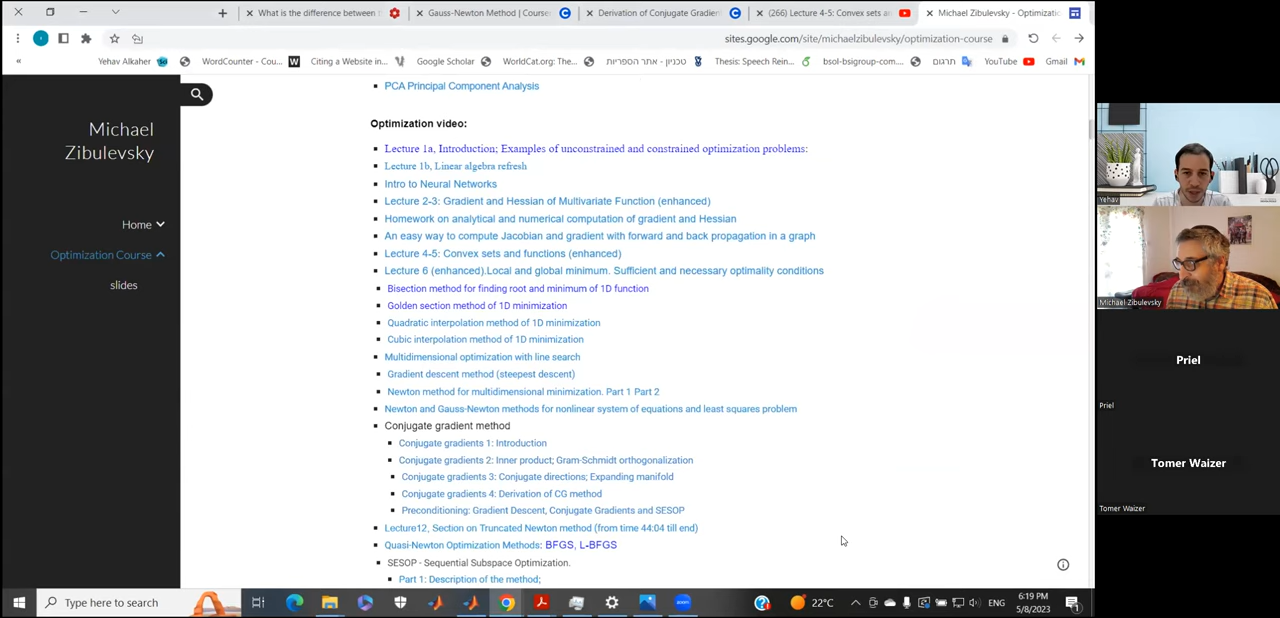 What is the difference between t
Gauss-Newton Method | Course
Derivation of Conjugate Gradien
(266) Lecture 4-5: Convex sets an
Michael Zibulevsky - Optimizatio
sites.google.com/site/michaelzibulevsky/optimization-course
«
Yehav Alkaher
WordCounter - Cou...
Citing a Website in...
Google Scholar
WorldCat.org: The...
טכניון - אתר הספריות
Thesis: Speech Rein...
bsol-bsigroup-com...
תרגום
YouTube
Gmail
Michael
Zibulevsky
Home
Optimization Course
slides
PCA Principal Component Analysis
Optimization video:
Lecture 1a, Introduction; Examples of unconstrained and constrained optimization problems:
Lecture 1b, Linear algebra refresh
Intro to Neural Networks
Lecture 2-3: Gradient and Hessian of Multivariate Function (enhanced)
Homework on analytical and numerical computation of gradient and Hessian
An easy way to compute Jacobian and gradient with forward and back propagation in a graph
Lecture 4-5: Convex sets and functions (enhanced)
Lecture 6 (enhanced).Local and global minimum. Sufficient and necessary optimality conditions
Bisection method for finding root and minimum of 1D function
Golden section method of 1D minimization
Quadratic interpolation method of 1D minimization
Cubic interpolation method of 1D minimization
Multidimensional optimization with line search
Gradient descent method (steepest descent)
Newton method for multidimensional minimization. Part 1 Part 2
Newton and Gauss-Newton methods for nonlinear system of equations and least squares problem
Conjugate gradient method
Conjugate gradients 1: Introduction
Conjugate gradients 2: Inner product; Gram-Schmidt orthogonalization
Conjugate gradients 3: Conjugate directions; Expanding manifold
Conjugate gradients 4: Derivation of CG method
Preconditioning: Gradient Descent, Conjugate Gradients and SESOP
Lecture12, Section on Truncated Newton method (from time 44:04 till end)
Quasi-Newton Optimization Methods: BFGS, L-BFGS
SESOP - Sequential Subspace Optimization.
Part 1: Description of the method;
Yehav
Michael Zibulevsky
Priel
Priel
Tomer Waizer
Tomer Waizer
Type here to search
zoom
22°C
ENG
6:19 PM
5/8/2023
1